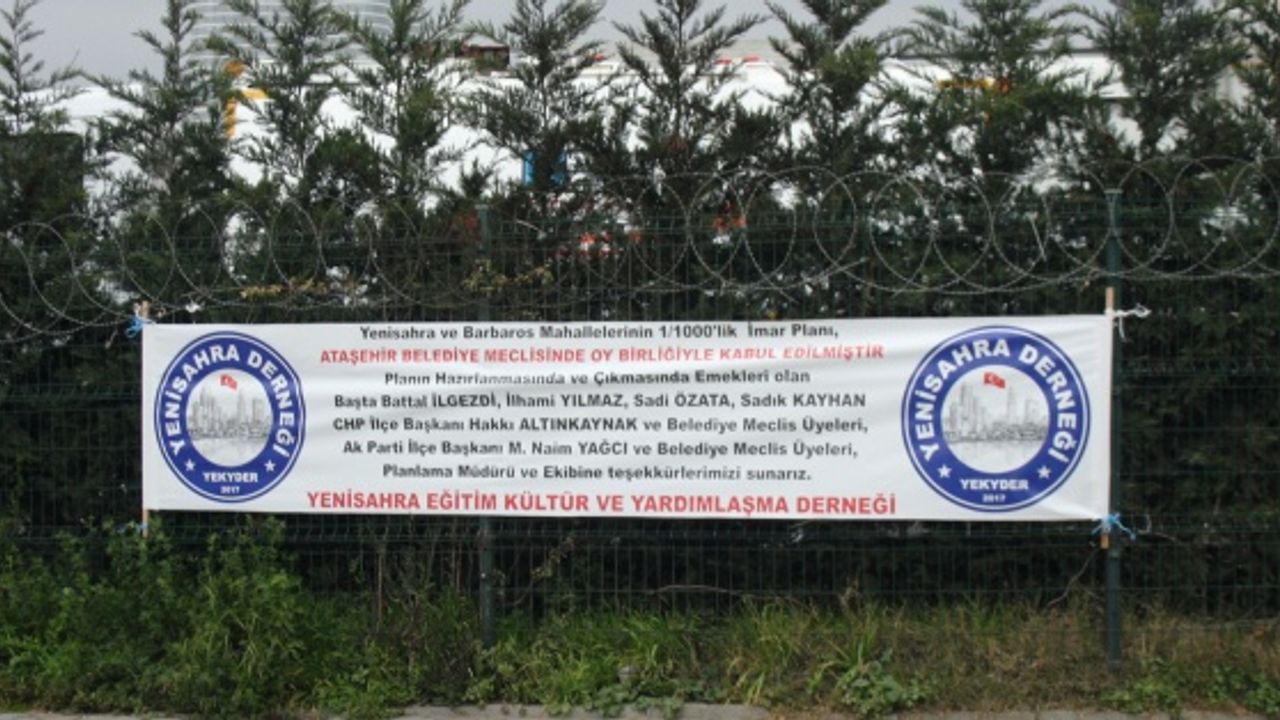 Yenişahra ve Barbaros Mahallelerinin 1/1000'lik İmar Planı,
ATAŞEHİR BELEDİYE MECLİSİNDE OY BİRLİĞİYLE KABUL EDİLMİŞTİR
Planın Hazırlanmasında ve Çıkmasında Emekleri olan
Başta Battal İLGEZDİ, İlhami YILMAZ, Sadi ÖZATA, Sadık KAYHAN
CHP İlçe Başkanı Hakkı ALTINKAYNAK ve Belediye Meclis Üyeleri,
Ak Parti İlçe Başkanı M. Naim YAĞCI ve Belediye Meclis Üyeleri,
Planlama Müdürü ve Ekibine teşekkürlerimizi sunarız.
YENİSAHRA EĞİTİM KÜLTÜR VE YARDIMLAŞMA DERNEĞİ
YENİSAHRA DERNEĞİ
YEKYDER
2017
YENİSAHRA DERNEĞİ
YEKYDER
2017